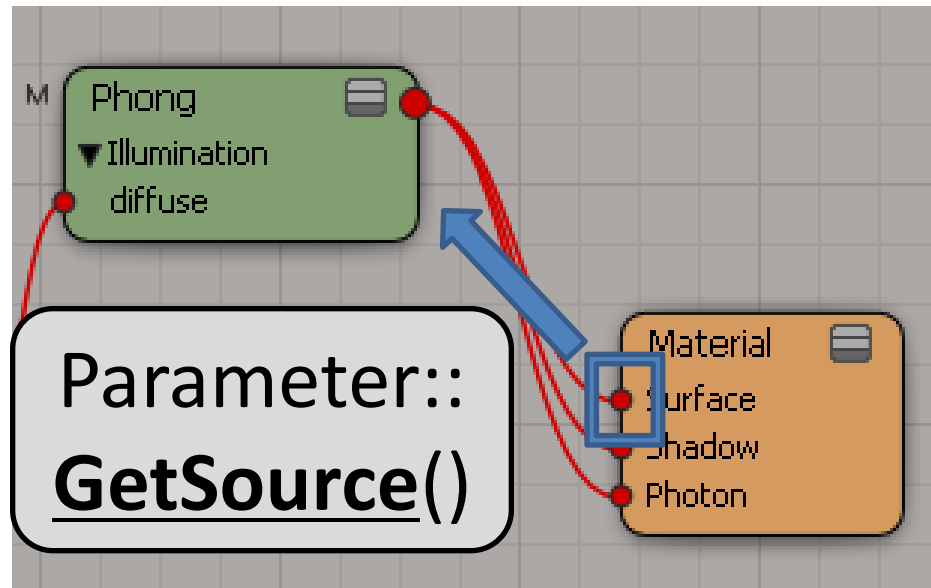 M
Phong
Illumination
diffuse
Parameter::
GetSource()
Material
Surface
Shadow
Photon